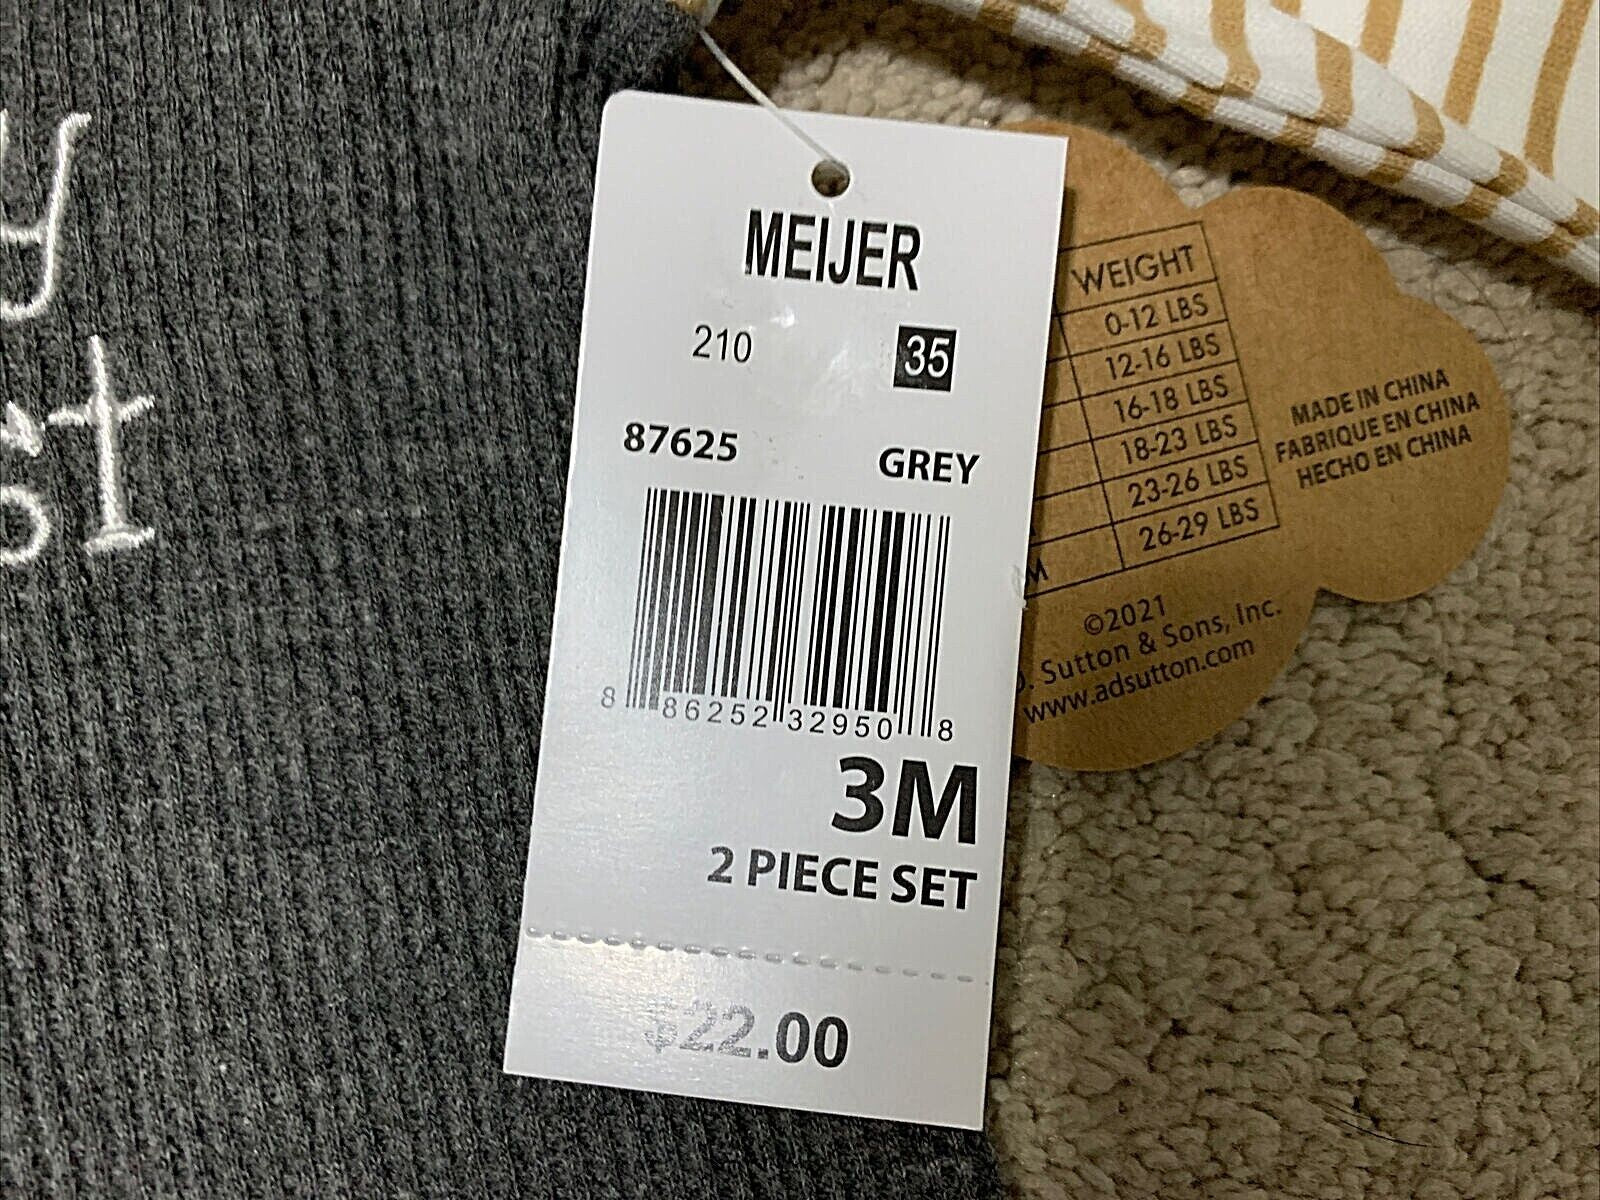 MEIJER
210 35
87625 GREY
8 86252 32950 8
3M
2 PIECE SET
$22.00
WEIGHT
0-12 LBS
12-16 LBS
16-18 LBS
18-23 LBS
23-26 LBS
26-29 LBS
M
©2021
. Sutton & Sons, Inc.
www.adsutton.com
MADE IN CHINA
FABRIQUE EN CHINA
HECHO EN CHINA